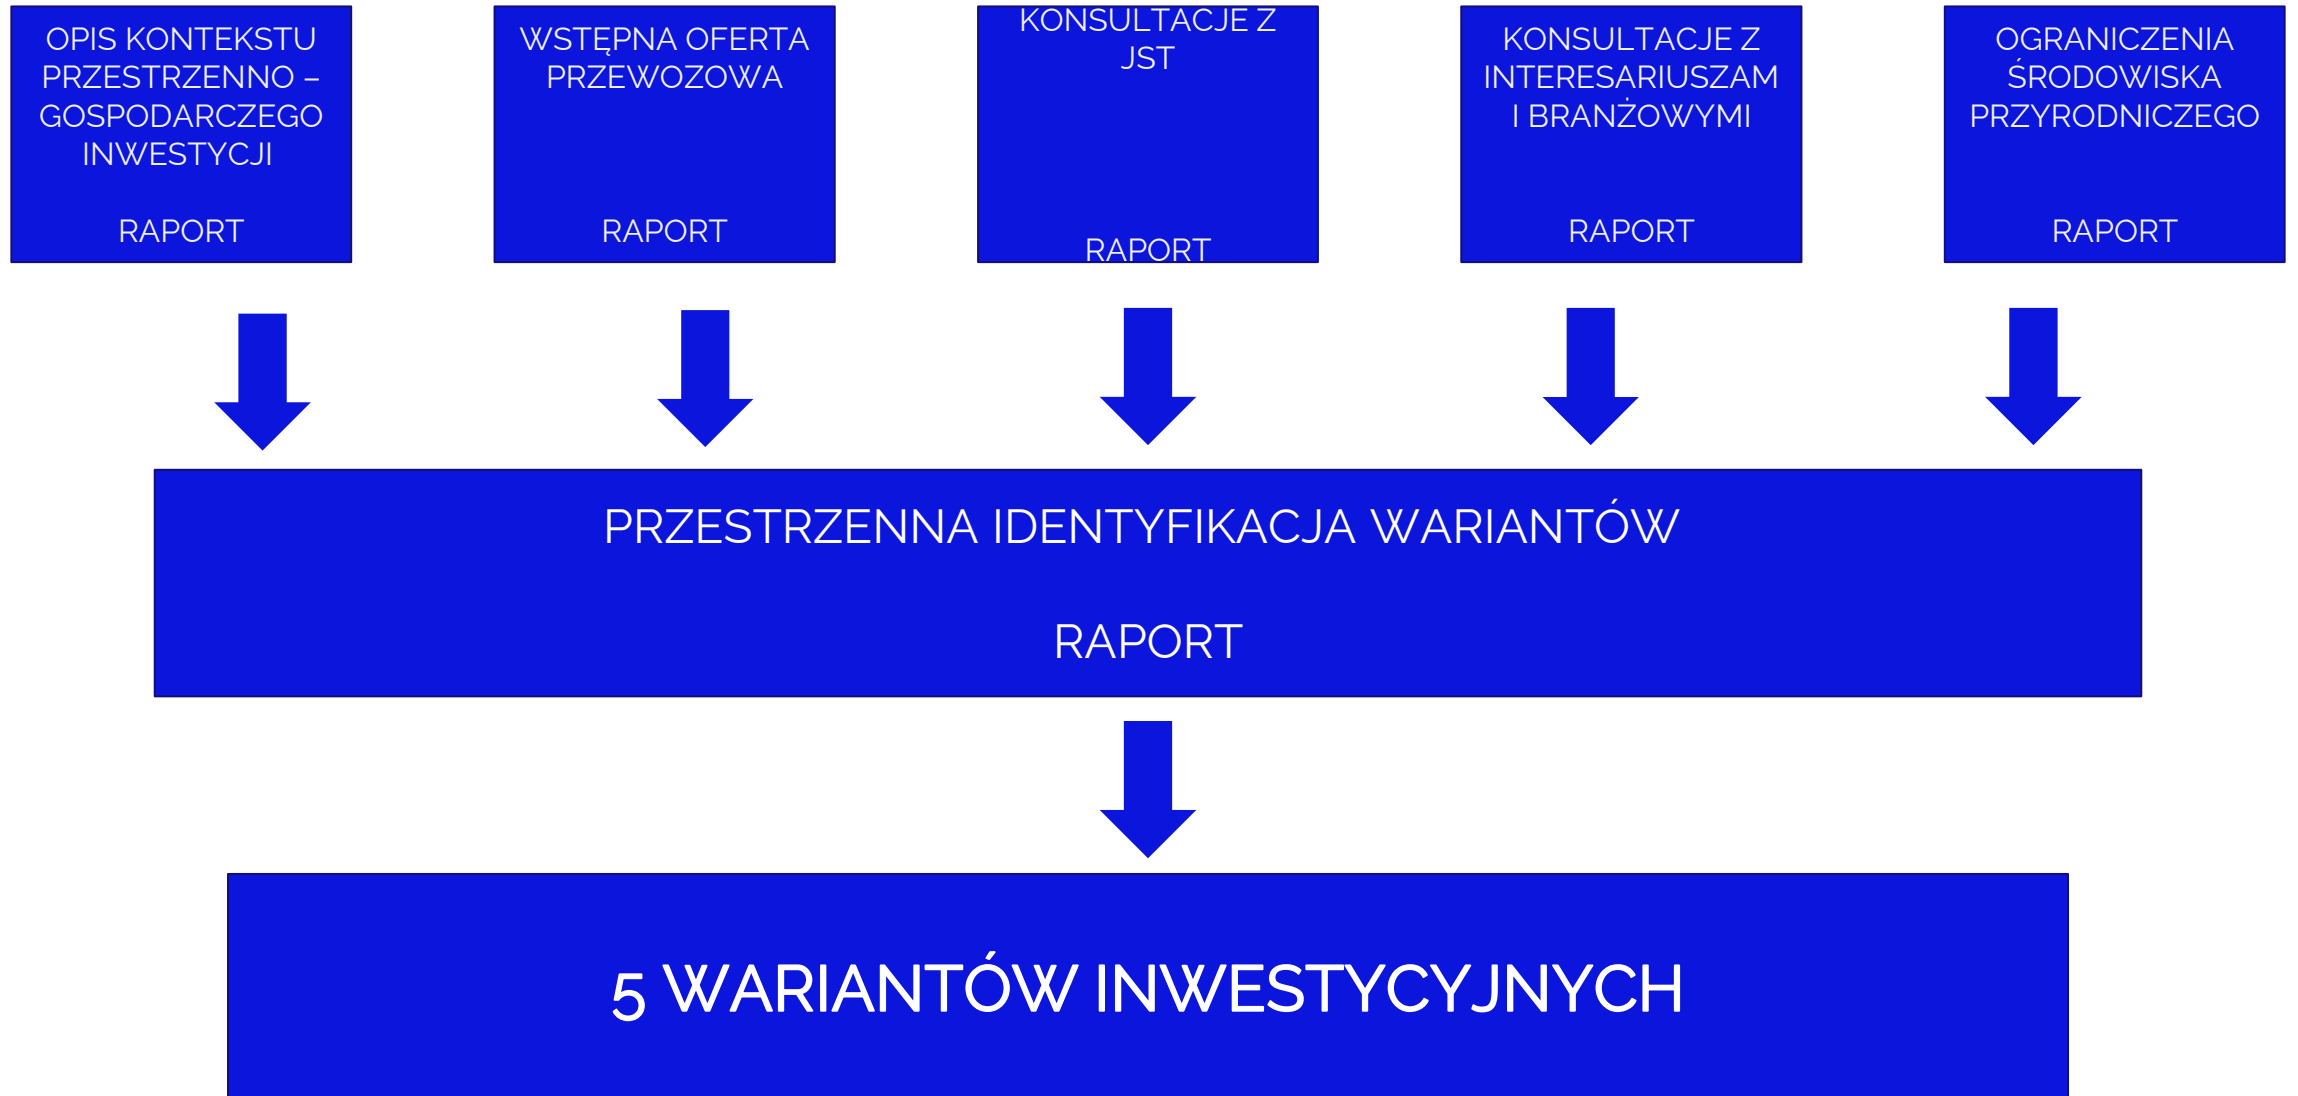 OPIS KONTEKSTU
PRZESTRZENNO –
GOSPODARCZEGO
INWESTYCJI
RAPORT
WSTĘPNA OFERTA
PRZEWOZOWA
RAPORT
KONSULTACJE Z
JST
RAPORT
KONSULTACJE Z
INTERESARIUSZAM
I BRANŻOWYMI
RAPORT
OGRANICZENIA
ŚRODOWISKA
PRZYRODNICZEGO
RAPORT
PRZESTRZENNA IDENTYFIKACJA WARIANTÓW
RAPORT
5 WARIANTÓW INWESTYCYJNYCH